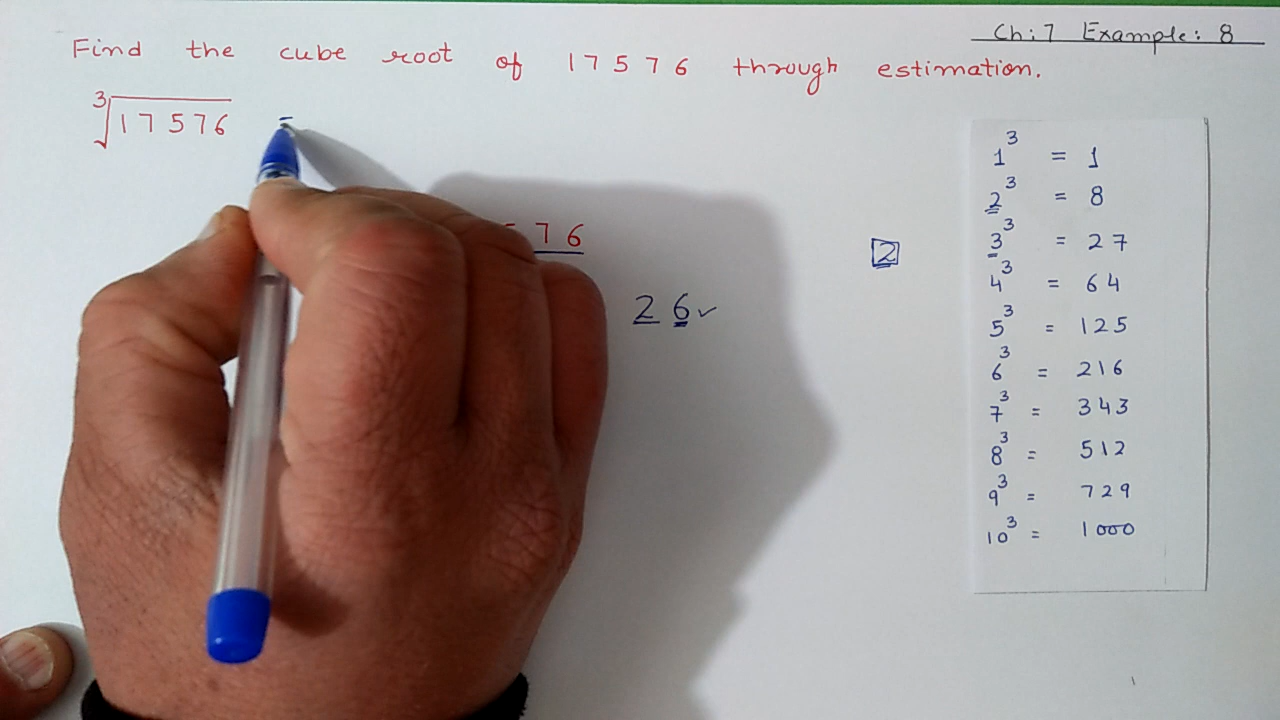 Ch:7 Example: 8
Find the cube root of 17576 through estimation.
∛17576 =
76
26✓
2
1³ = 1
2³ = 8
3³ = 27
4³ = 64
5³ = 125
6³ = 216
7³ = 343
8³ = 512
9³ = 729
10³ = 1000